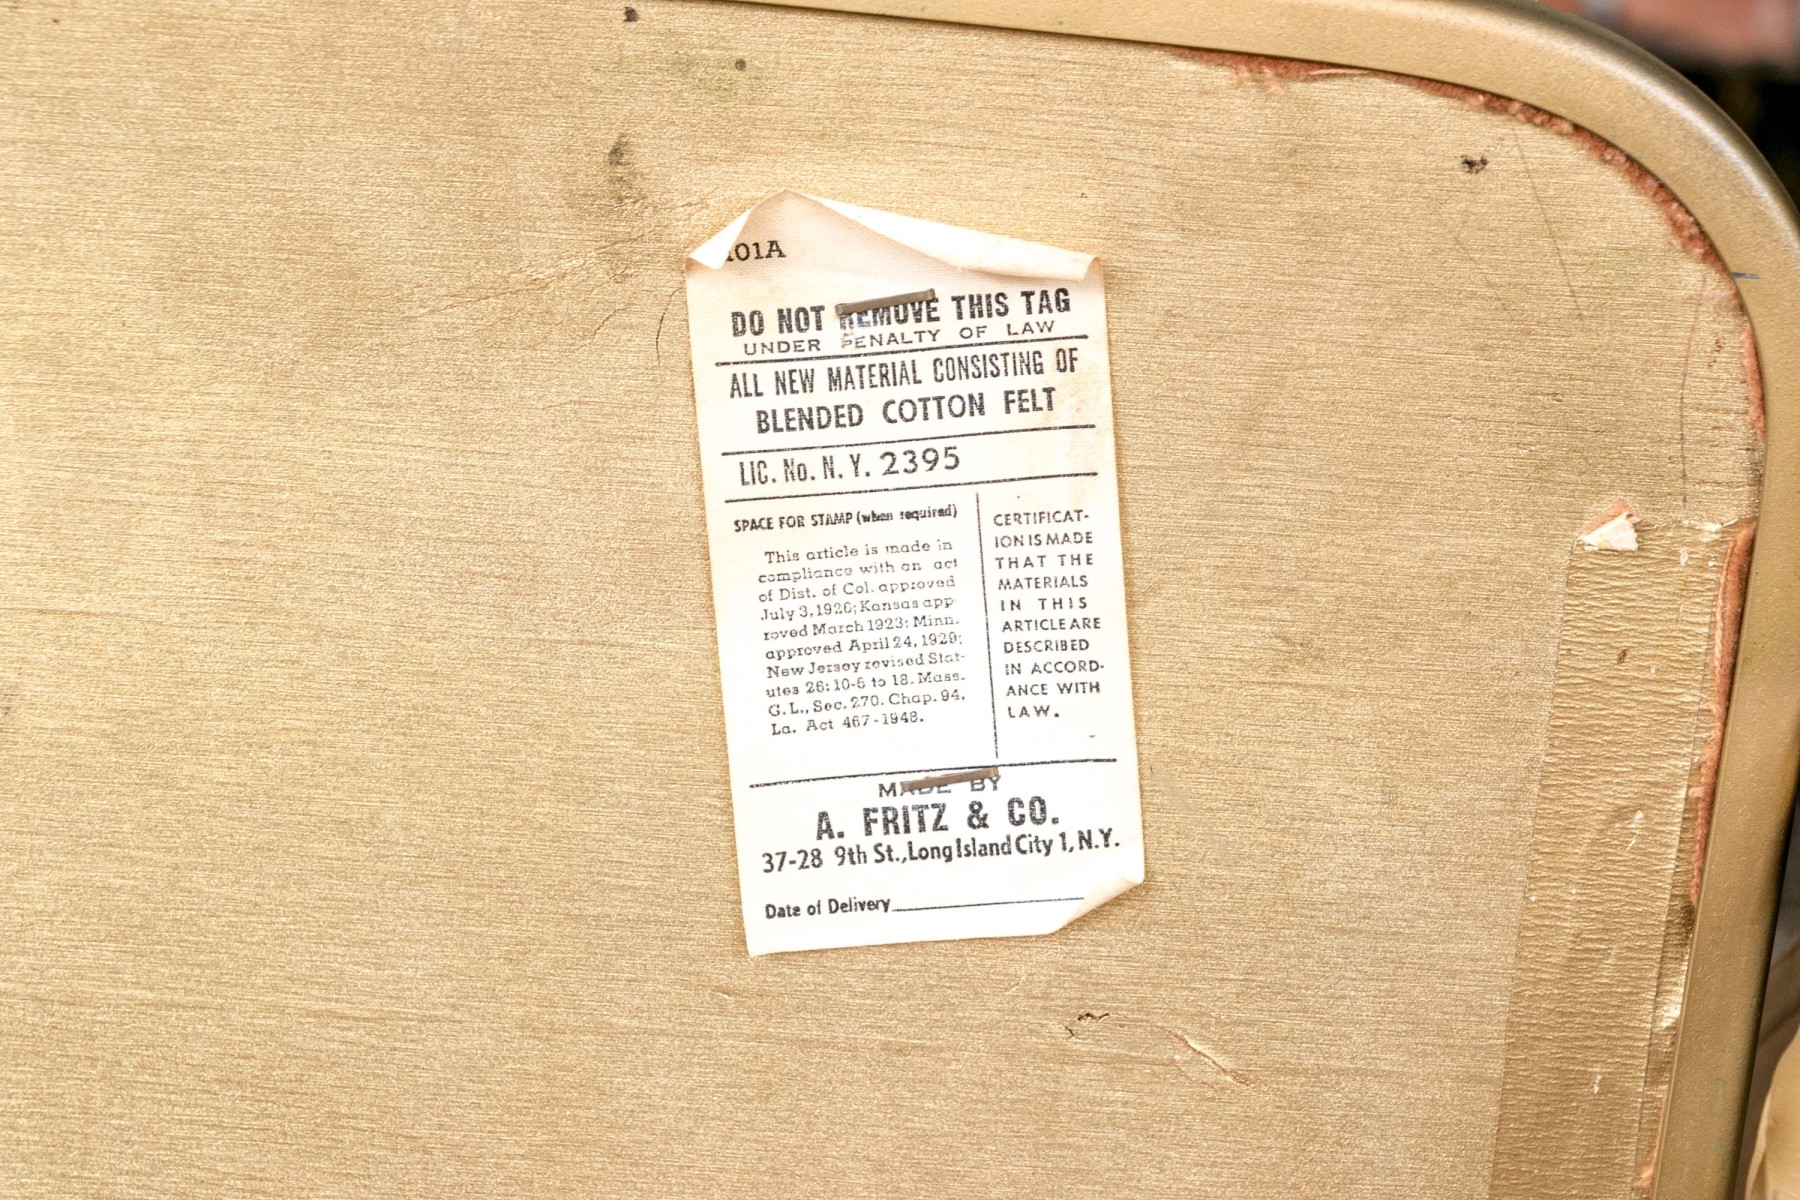 101A
DO NOT REMOVE THIS TAG
UNDER PENALTY OF LAW
ALL NEW MATERIAL CONSISTING OF
BLENDED COTTON FELT
LIC. No. N. Y. 2395
SPACE FOR STAMP (when required)
This article is made in
compliance with an act
of Dist. of Col. approved
July 3, 1926; Kansas app
roved March 1923; Minn.
approved April 24, 1929;
New Jersey revised Stat-
utes 26: 10-6 to 18. Mass.
G. L., Sec. 270. Chap. 94.
La. Act 467-1948.
CERTIFICAT-
ION IS MADE
THAT THE
MATERIALS
IN THIS
ARTICLE ARE
DESCRIBED
IN ACCORD-
ANCE WITH
LAW.
MADE BY
A. FRITZ & CO.
37-28 9th St., Long Island City 1, N.Y.
Date of Delivery